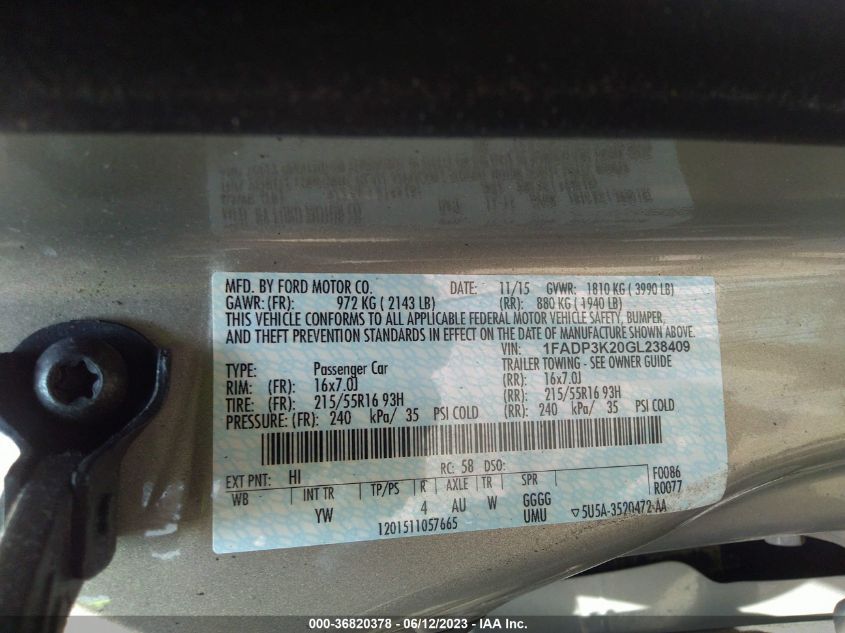 MFD. BY FORD MOTOR CO. DATE: 11/15 GVWR: 1810 KG ( 3990 LB)
GAWR: (FR): 972 KG ( 2143 LB) (RR): 880 KG ( 1940 LB)
THIS VEHICLE CONFORMS TO ALL APPLICABLE FEDERAL MOTOR VEHICLE SAFETY, BUMPER,
AND THEFT PREVENTION STANDARDS IN EFFECT ON THE DATE OF MANUFACTURE SHOWN ABOVE.
VIN: 1FADP3K20GL238409
TYPE: Passenger Car TRAILER TOWING - SEE OWNER GUIDE
RIM: (FR): 16x7.0J (RR): 16x7.0J
TIRE: (FR): 215/55R16 93H (RR): 215/55R16 93H
PRESSURE: (FR): 240 kPa/ 35 PSI COLD (RR): 240 kPa/ 35 PSI COLD
EXT PNT: HI RC: 58 DSO: F0086
WB INT TR TP/PS R AXLE TR SPR R0077
YW 4 AU W GGGG
UMU
1201511057665 ▽5U5A-3520472-AA
000-36820378 - 06/12/2023 - IAA Inc.